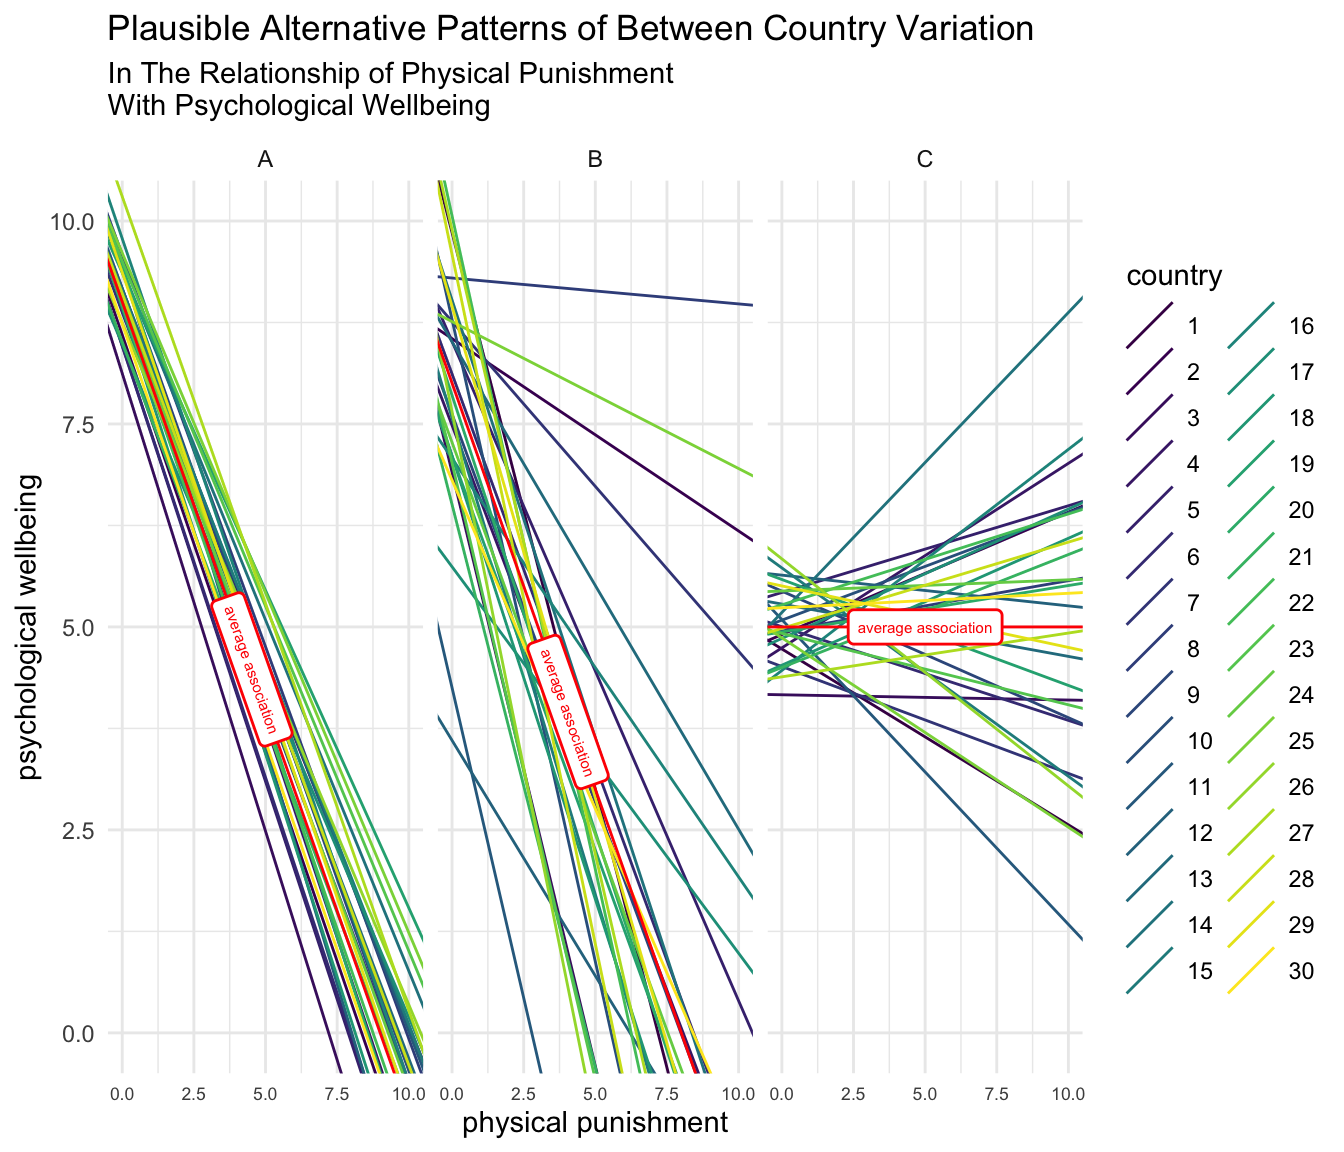 Plausible Alternative Patterns of Between Country Variation
In The Relationship of Physical Punishment
With Psychological Wellbeing
A
B
C
10.0
7.5
5.0
2.5
0.0
psychological wellbeing
average association
average association
average association
0.0 2.5 5.0 7.5 10.0
0.0 2.5 5.0 7.5 10.0
0.0 2.5 5.0 7.5 10.0
physical punishment
country
1
2
3
4
5
6
7
8
9
10
11
12
13
14
15
16
17
18
19
20
21
22
23
24
25
26
27
28
29
30